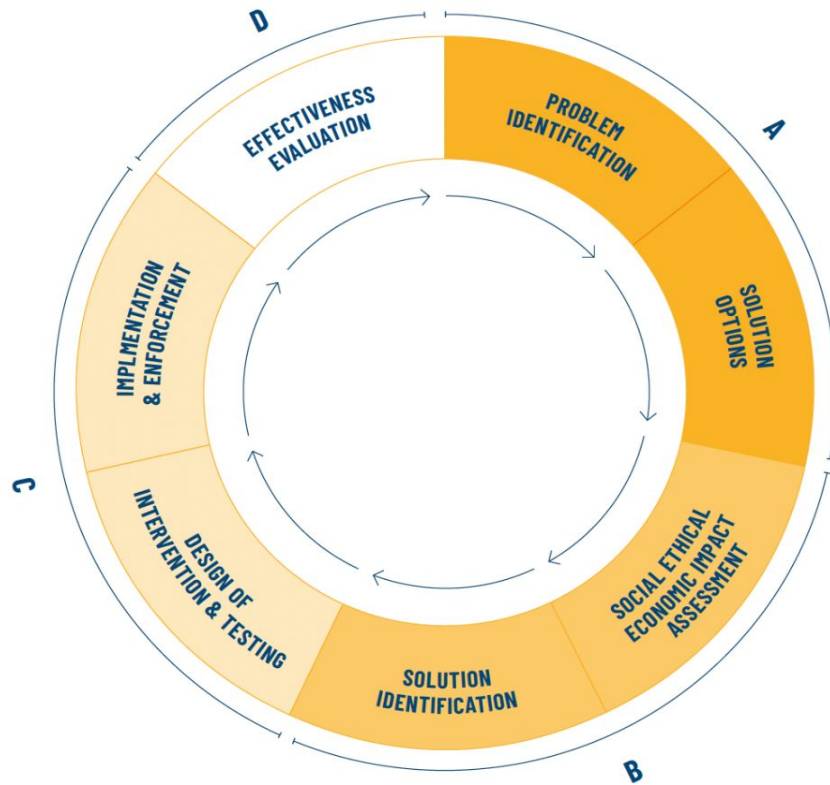 A
PROBLEM
IDENTIFICATION
SOLUTION
OPTIONS
B
SOCIAL ETHICAL
ECONOMIC IMPACT
ASSESSMENT
SOLUTION
IDENTIFICATION
C
DESIGN OF
INTERVENTION & TESTING
IMPLMENTATION
& ENFORCEMENT
D
EFFECTIVENESS
EVALUATION